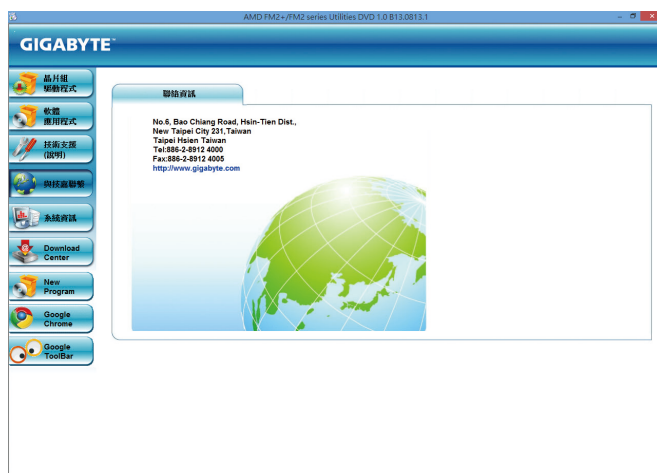 AMD FM2+/FM2 series Utilities DVD 1.0 B13.0813.1
GIGABYTE™
晶片組
驅動程式
軟體
應用程式
技術支援
(說明)
與技嘉聯繫
系統資訊
Download
Center
New
Program
Google
Chrome
Google
ToolBar
聯絡資訊
No.6, Bao Chiang Road, Hsin-Tien Dist.,
New Taipei City 231,Taiwan
Taipei Hsien Taiwan
Tel:886-2-8912 4000
Fax:886-2-8912 4005
http://www.gigabyte.com